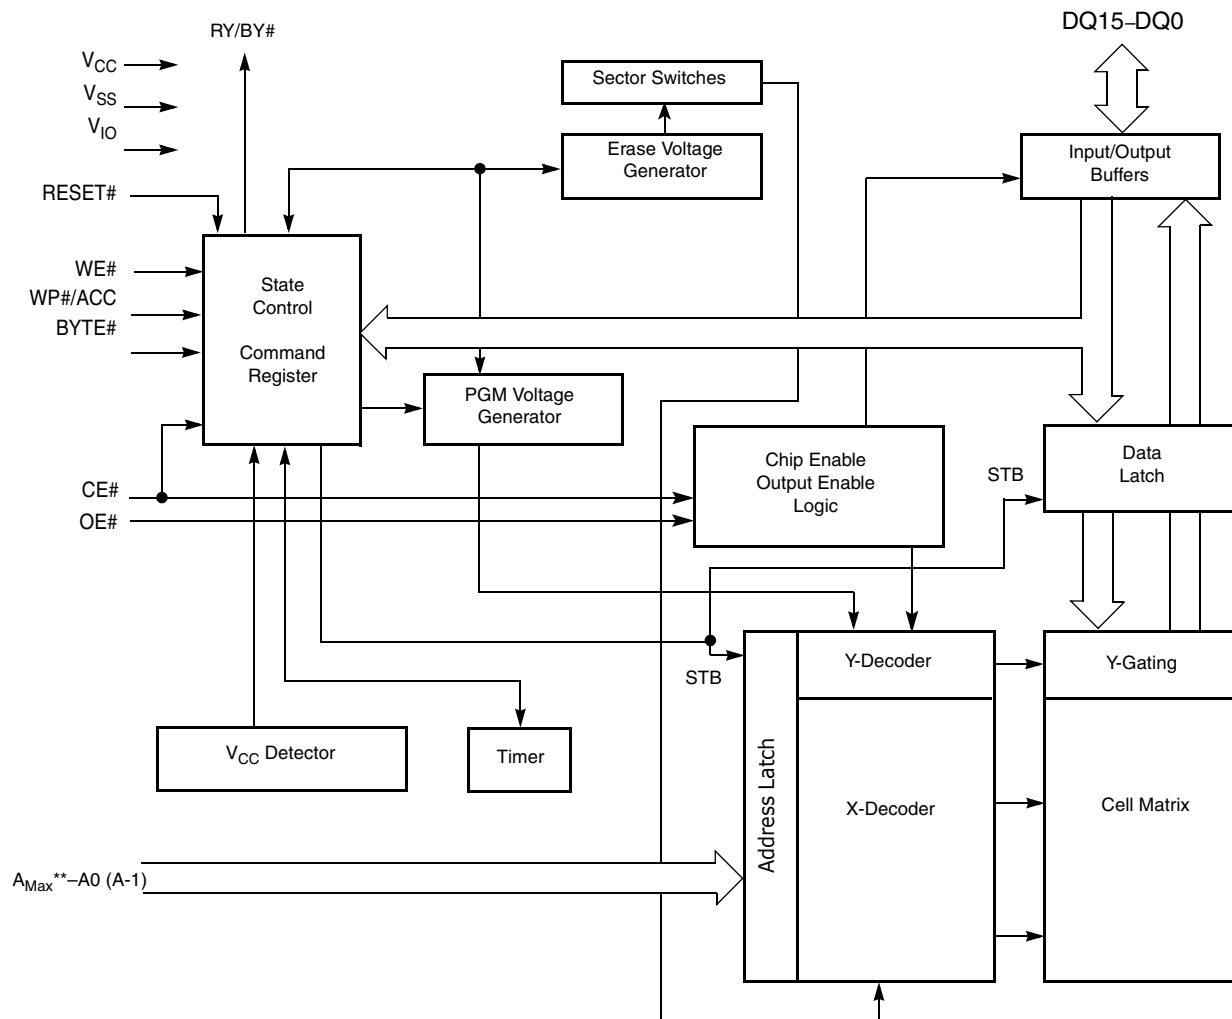 RY/BY#
DQ15–DQ0
VCC
VSS
VIO
Sector Switches
Erase Voltage
Generator
Input/Output
Buffers
RESET#
WE#
WP#/ACC
BYTE#
State
Control
Command
Register
PGM Voltage
Generator
Chip Enable
Output Enable
Logic
Data
Latch
STB
CE#
OE#
STB
Y-Decoder
Y-Gating
VCC Detector
Timer
Address Latch
X-Decoder
Cell Matrix
AMax**–A0 (A-1)